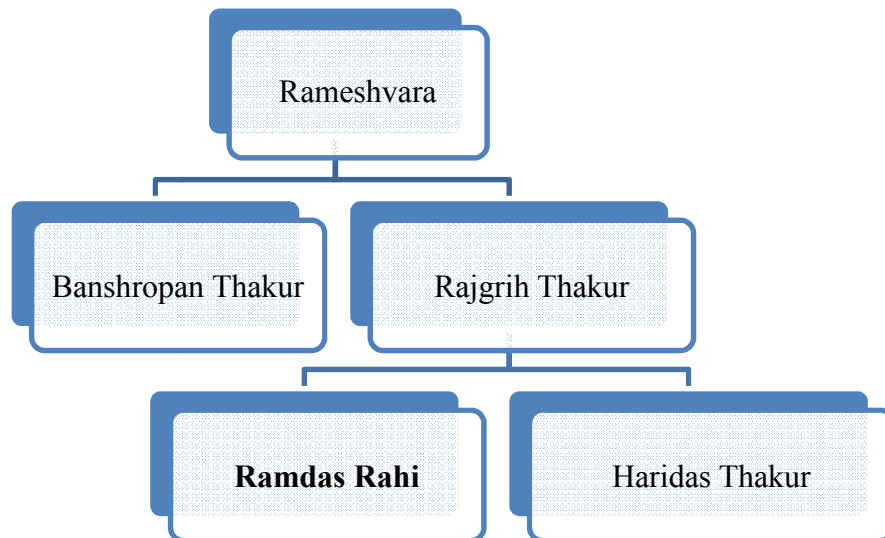 Rameshvara
Banshropan Thakur
Rajgrih Thakur
Ramdas Rahi
Haridas Thakur